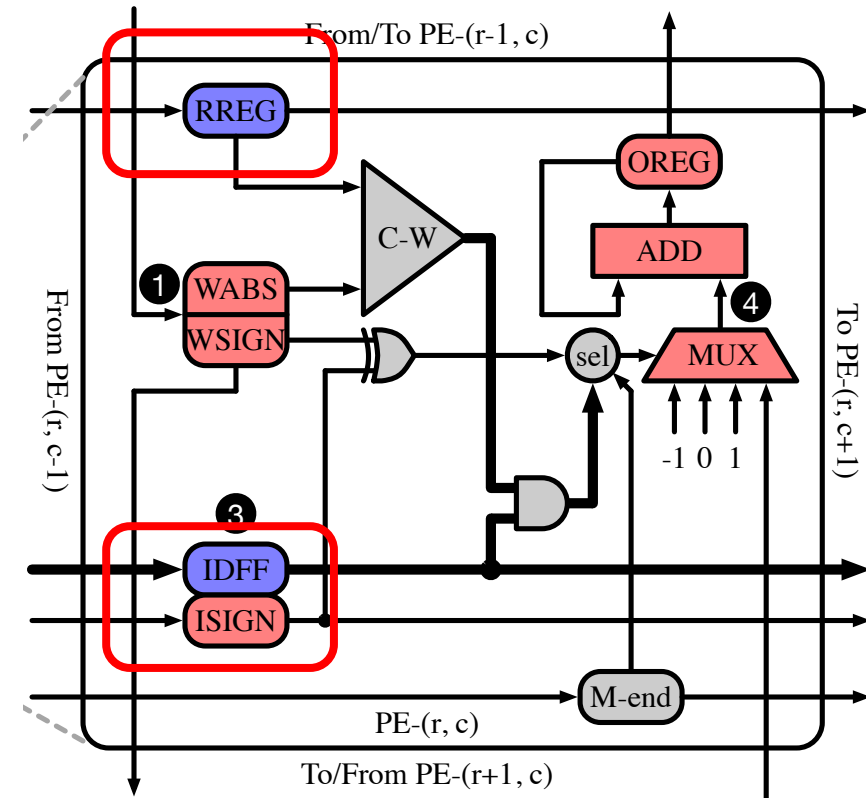 From/To PE-(r-1, c)
RREG
OREG
C-W
ADD
1
WABS
WSIGN
4
sel
MUX
-1 0 1
From PE-(r, c-1)
To PE-(r, c+1)
3
IDFF
ISIGN
M-end
PE-(r, c)
To/From PE-(r+1, c)